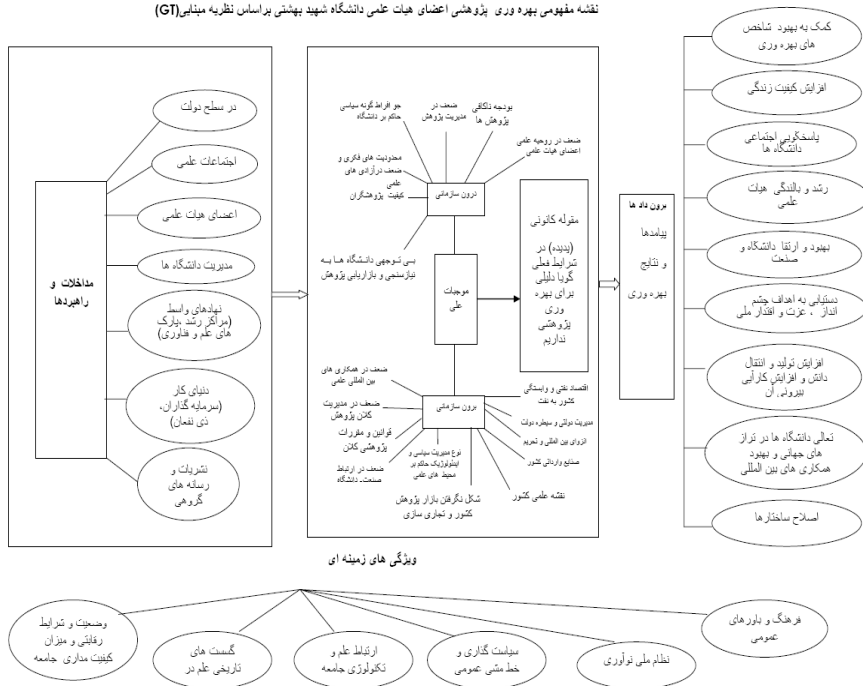 نقشه مفهومی بهره وری پژوهشی اعضای هیات علمی دانشگاه شهید بهشتی براساس نظریه مبنایی(GT)
مداخلات و
راهبردها
در سطح دولت
اجتماعات علمی
اعضای هیات علمی
مدیریت دانشگاه ها
نهادهای واسط
(مراکز رشد ،پارک
های علم و فناوری)
دنیای کار
(سرمایه گذاران،
ذی نفعان)
نشریات و
رسانه های
گروهی
جو افراط گونه سیاسی
حاکم بر دانشگاه
ضعف در
مدیریت پژوهش
بودجه ناکافی
پژوهش ها
ضعف در روحیه علمی
اعضای هیات علمی
محدودیت های فکری و
ضعف درآزادی های
علمی
کیفیت پژوهشگران
درون سازمانی
بی توجهی دانشگاه ها به
نیازسنجی و بازاریابی پژوهش
موجبات
علی
مقوله کانونی
(پدیده) در
شرایط فعلی
گویا دلیلی
برای بهره
وری
پژوهشی
نداریم
برون سازمانی
ضعف در همکاری های
بین المللی علمی
ضعف در مدیریت
کلان پژوهش
قوانین و مقررات
پژوهشی کلان
ضعف در ارتباط
صنعت- دانشگاه
نوع مدیریت سیاسی و
ایدئولوژیک حاکم بر
محیط های علمی
شکل نگرفتن بازار پژوهش
کشور و تجاری سازی
نقشه علمی کشور
صنایع وارداتی کشور
انزوای بین المللی و تحریم
مدیریت دولتی و سیطره دولت
اقتصاد نفتی و وابستگی
کشور به نفت
برون داد ها
پیامدها
و نتایج
بهره وری
کمک به بهبود شاخص
های بهره وری
افزایش کیفیت زندگی
پاسخگویی اجتماعی
دانشگاه ها
رشد و بالندگی هیات
علمی
بهبود و ارتقا دانشگاه و
صنعت
دستیابی به اهداف چشم
انداز ، عزت و اقتدار ملی
افزایش تولید و انتقال
دانش و افزایش کارآیی
بیرونی آن
تعالی دانشگاه ها در تراز
های جهانی و بهبود
همکاری های بین المللی
اصلاح ساختارها
ویژگی های زمینه ای
وضعیت و شرایط
رقابتی و میزان
کیفیت مداری جامعه
گسست های
تاریخی علم در
ارتباط علم و
تکنولوژی جامعه
سیاست گذاری و
خط مشی عمومی
نظام ملی نوآوری
فرهنگ و باورهای
عمومی